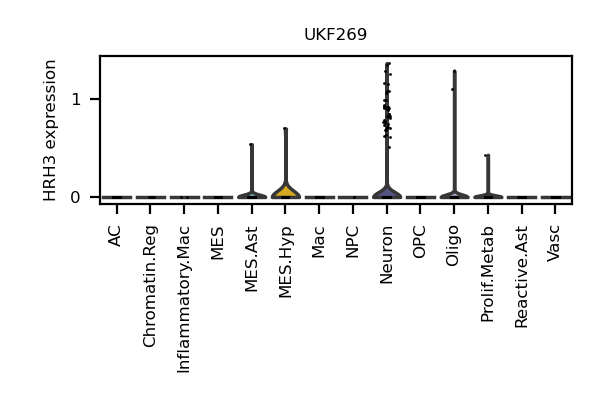 UKF269
HRH3 expression
1
0
AC
Chromatin.Reg
Inflammatory.Mac
MES
MES.Ast
MES.Hyp
Mac
NPC
Neuron
OPC
Oligo
Prolif.Metab
Reactive.Ast
Vasc